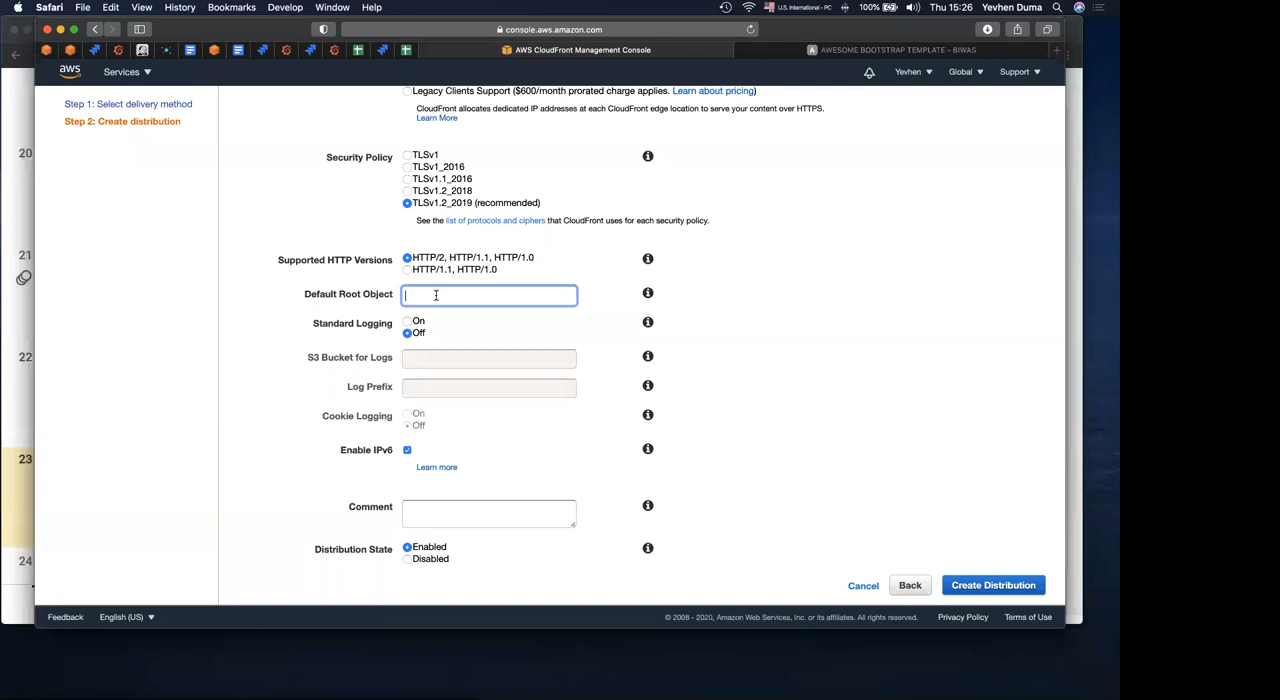 Safari File Edit View History Bookmarks Develop Window Help U.S. International - PC 100% Thu 15:26 Yevhen Duma
console.aws.amazon.com
AWS CloudFront Management Console AWESOME BOOTSTRAP TEMPLATE - BIWAS
aws Services Yevhen Global Support
Step 1: Select delivery method
Step 2: Create distribution
Legacy Clients Support ($600/month prorated charge applies. Learn about pricing)
CloudFront allocates dedicated IP addresses at each CloudFront edge location to serve your content over HTTPS.
Learn More
20
Security Policy
TLSv1
TLSv1_2016
TLSv1.1_2016
TLSv1.2_2018
TLSv1.2_2019 (recommended)
See the list of protocols and ciphers that CloudFront uses for each security policy.
21
Supported HTTP Versions
HTTP/2, HTTP/1.1, HTTP/1.0
HTTP/1.1, HTTP/1.0
Default Root Object
Standard Logging
On
Off
22
S3 Bucket for Logs
Log Prefix
Cookie Logging
On
Off
23
Enable IPv6
Learn more
Comment
Distribution State
Enabled
Disabled
24
Cancel Back Create Distribution
Feedback English (US) © 2008 - 2020, Amazon Web Services, Inc. or its affiliates. All rights reserved. Privacy Policy Terms of Use